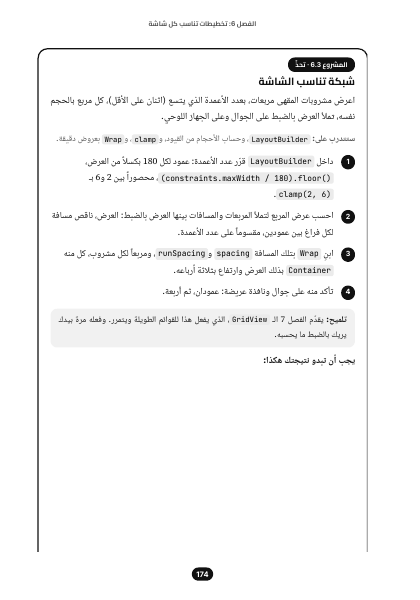 الفصل 6: تخطيطات تناسب كل شاشة
المشروع 6.3 · تحدٍّ
شبكة تناسب الشاشة
اعرض مشروبات المقهى مربعات، بعدد الأعمدة الذي يتسع (اثنان على الأقل)، كل مربع بالحجم
نفسه، تملأ العرض بالضبط على الجوال وعلى الجهاز اللوحي.
ستتدرب على: LayoutBuilder، وحساب الأحجام من القيود، و clamp، و Wrap بعروض دقيقة.
1 داخل LayoutBuilder قرّر عدد الأعمدة: عمود لكل 180 بكسلاً من العرض،
(constraints.maxWidth / 180).floor()، محصوراً بين 2 و6 بـ
clamp(2, 6).
2 احسب عرض المربع لتملأ المربعات والمسافات بينها العرض بالضبط: العرض، ناقص مسافة
لكل فراغ بين عمودين، مقسوماً على عدد الأعمدة.
3 ابنِ Wrap بتلك المسافة spacing و runSpacing، ومربعاً لكل مشروب، كل منه
Container بذلك العرض وارتفاع بثلاثة أرباعه.
4 تأكد منه على جوال ونافذة عريضة: عمودان، ثم أربعة.
تلميح: يقدّم الفصل 7 الـ GridView، الذي يفعل هذا للقوائم الطويلة ويتمرر. وفعله مرة بيدك
يريك بالضبط ما يحسبه.
يجب أن تبدو نتيجتك هكذا:
174